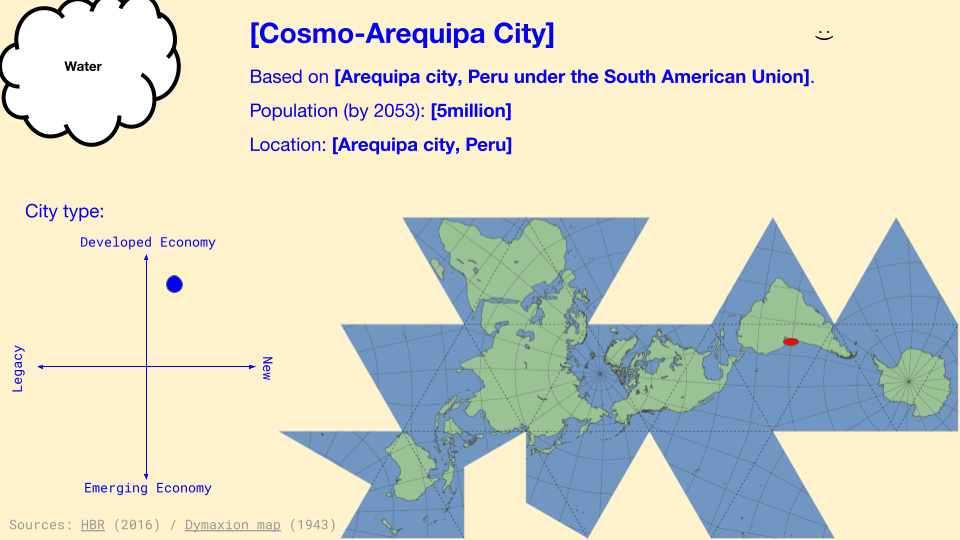 Water
[Cosmo-Arequipa City]
Based on [Arequipa city, Peru under the South American Union].
Population (by 2053): [5million]
Location: [Arequipa city, Peru]
City type:
Developed Economy
Legacy
New
Emerging Economy
Sources: HBR (2016) / Dymaxion map (1943)